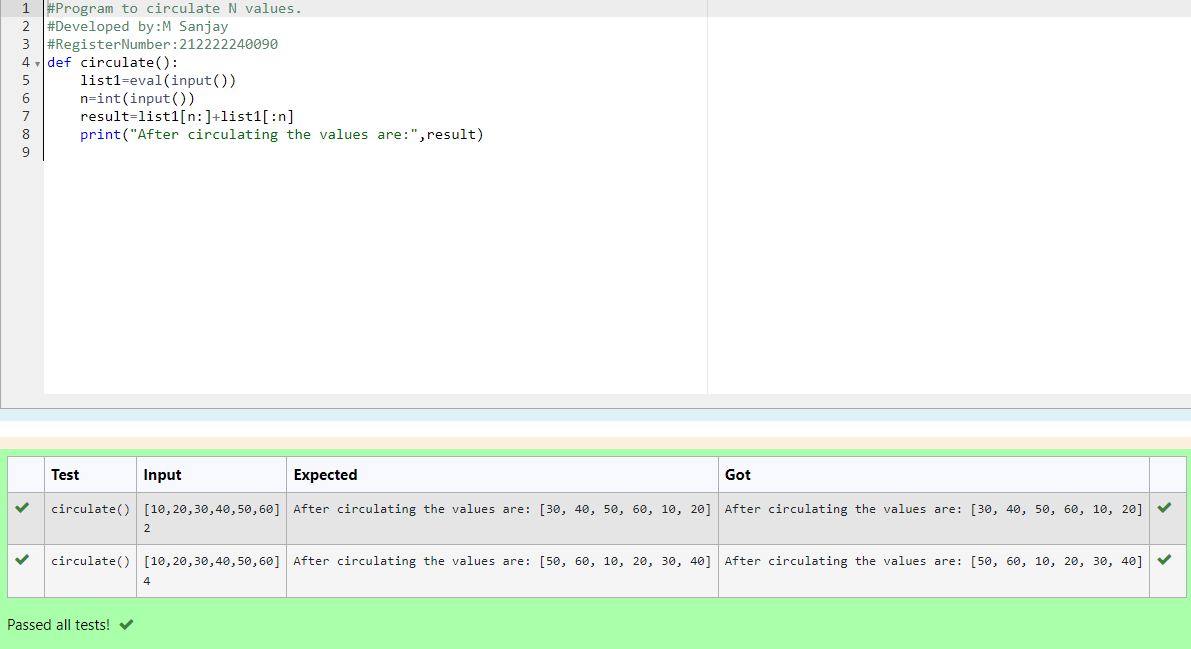 1 #Program to circulate N values.
2 #Developed by:M Sanjay
3 #RegisterNumber:212222240090
4 def circulate():
5     list1=eval(input())
6     n=int(input())
7     result=list1[n:]+list1[:n]
8     print("After circulating the values are:",result)
9
Test Input Expected Got
circulate() [10,20,30,40,50,60] After circulating the values are: [30, 40, 50, 60, 10, 20] After circulating the values are: [30, 40, 50, 60, 10, 20]
2
circulate() [10,20,30,40,50,60] After circulating the values are: [50, 60, 10, 20, 30, 40] After circulating the values are: [50, 60, 10, 20, 30, 40]
4
Passed all tests!